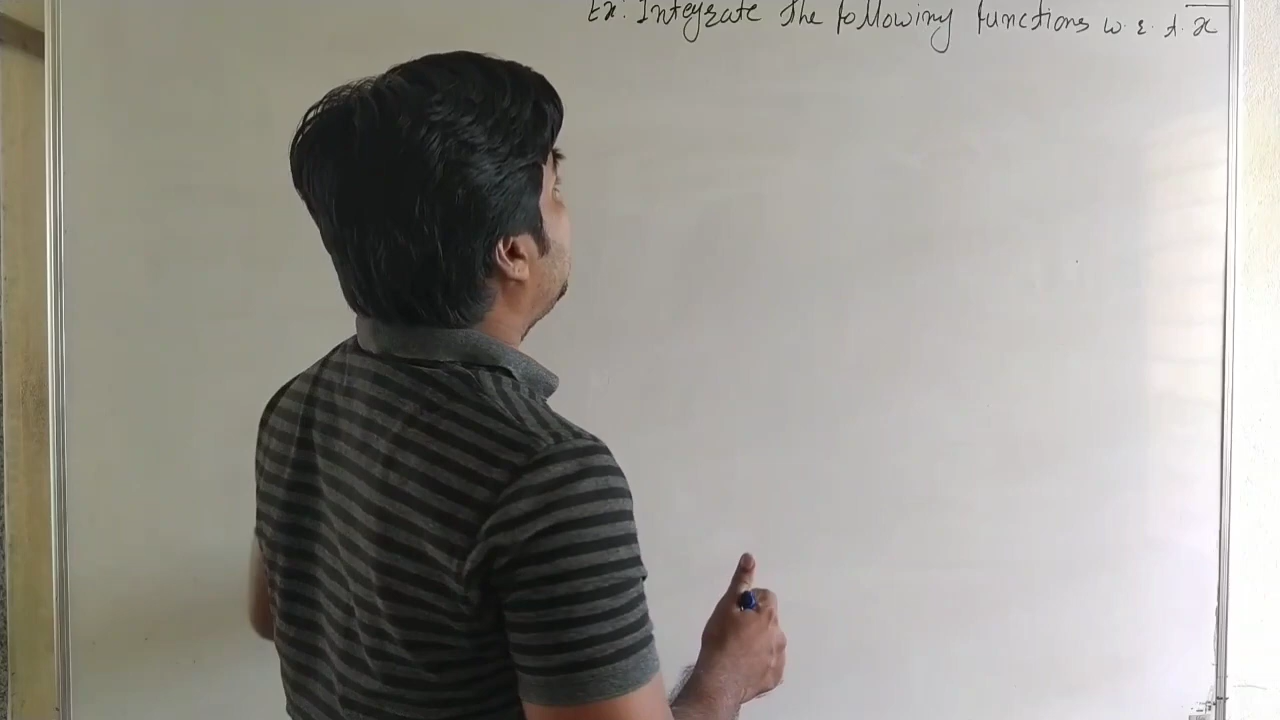 Ex: Integrate the following functions w.r.t. x